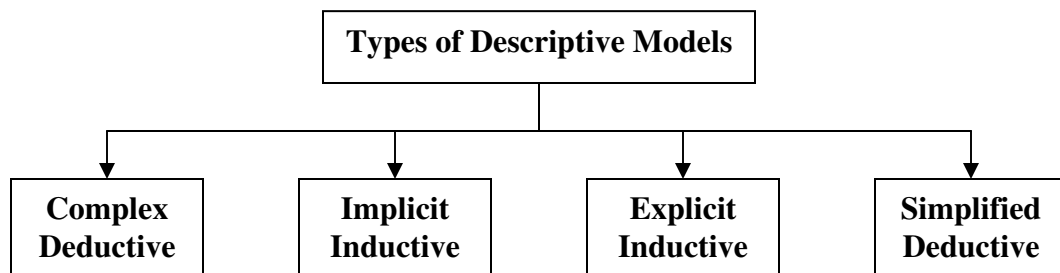 Types of Descriptive Models
Complex
Deductive
Implicit
Inductive
Explicit
Inductive
Simplified
Deductive